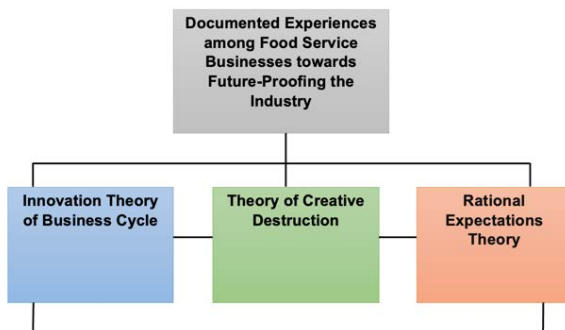 Documented Experiences
among Food Service
Businesses towards
Future-Proofing the
Industry
Innovation Theory
of Business Cycle
Theory of Creative
Destruction
Rational
Expectations
Theory